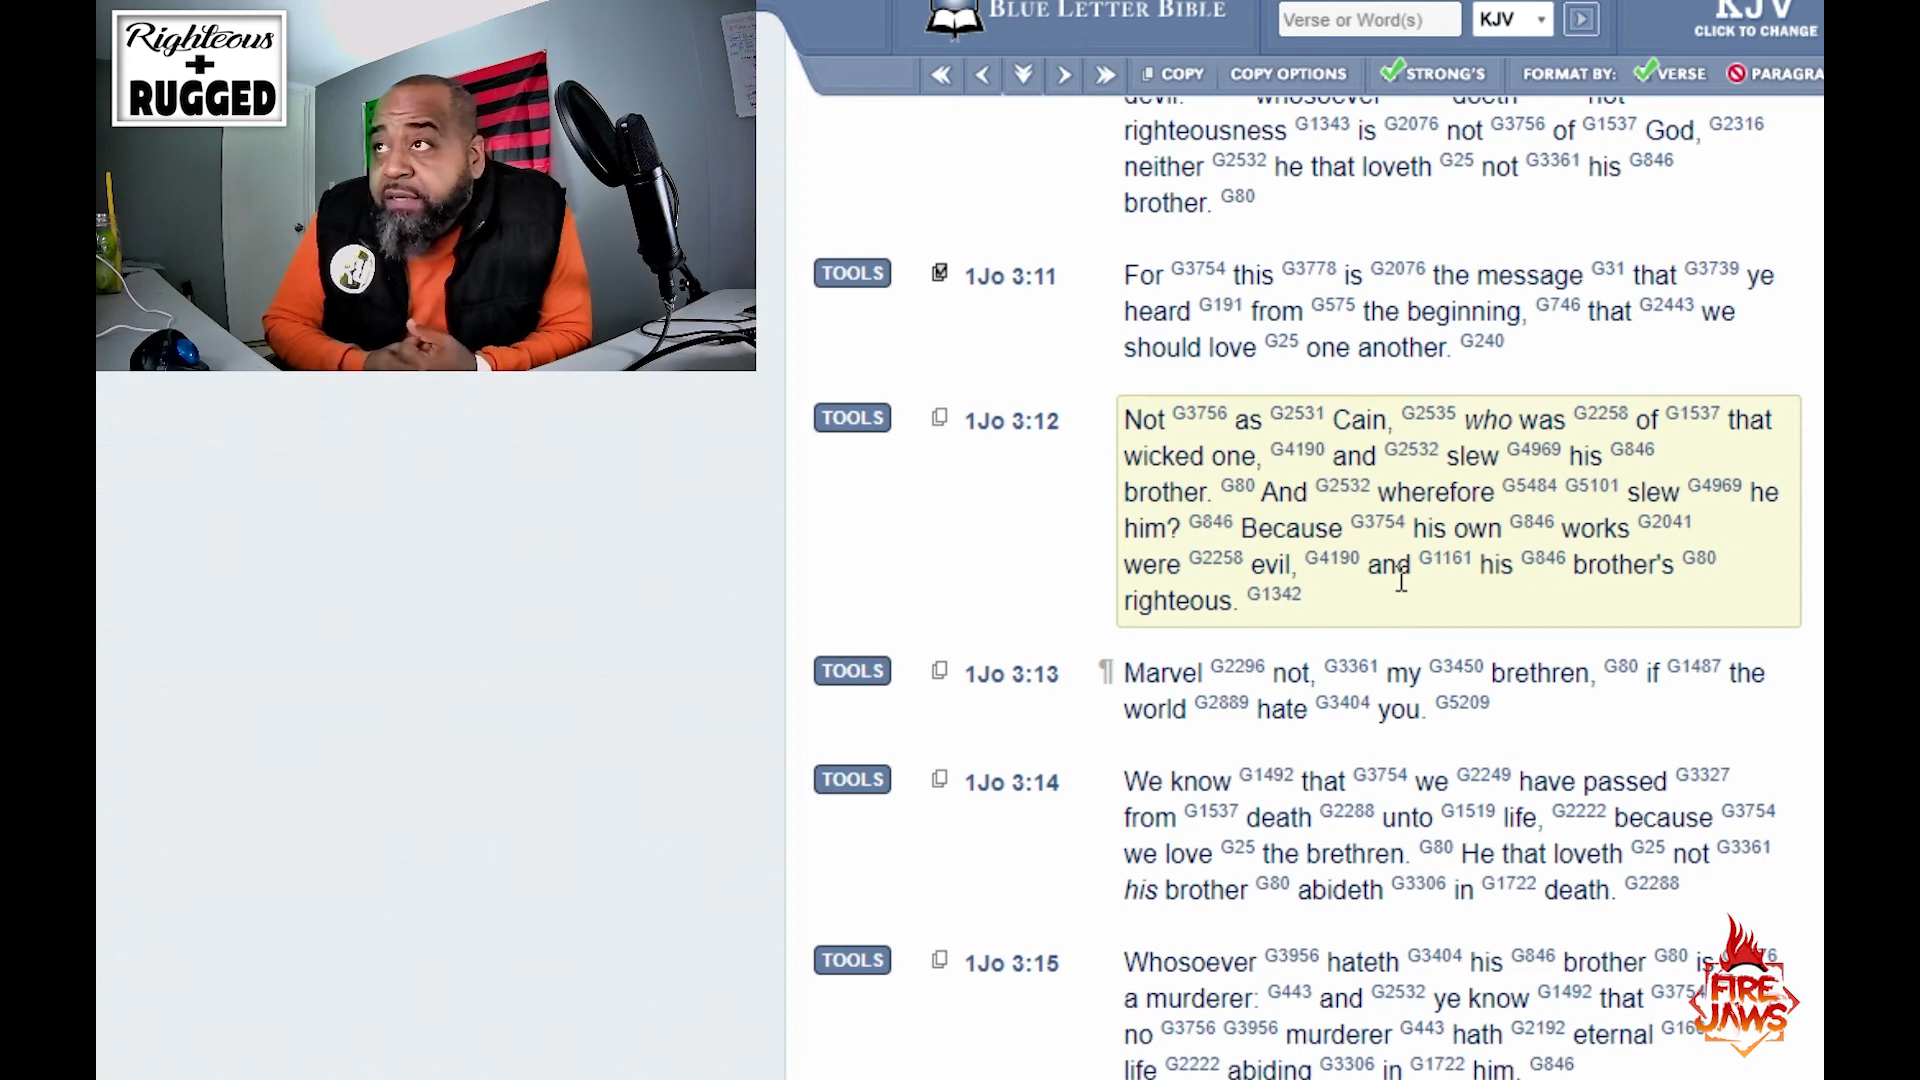 Righteous
+
RUGGED
BLUE LETTER BIBLE
Verse or Word(s)
KJV
KJV
CLICK TO CHANGE
COPY
COPY OPTIONS
STRONG'S
FORMAT BY:
VERSE
PARAGRA
devil. whosoever doeth not
righteousness G1343 is G2076 not G3756 of G1537 God, G2316
neither G2532 he that loveth G25 not G3361 his G846
brother. G80
TOOLS
1Jo 3:11
For G3754 this G3778 is G2076 the message G31 that G3739 ye
heard G191 from G575 the beginning, G746 that G2443 we
should love G25 one another. G240
TOOLS
1Jo 3:12
Not G3756 as G2531 Cain, G2535 who was G2258 of G1537 that
wicked one, G4190 and G2532 slew G4969 his G846
brother. G80 And G2532 wherefore G5484 G5101 slew G4969 he
him? G846 Because G3754 his own G846 works G2041
were G2258 evil, G4190 and G1161 his G846 brother's G80
righteous. G1342
TOOLS
1Jo 3:13
¶ Marvel G2296 not, G3361 my G3450 brethren, G80 if G1487 the
world G2889 hate G3404 you. G5209
TOOLS
1Jo 3:14
We know G1492 that G3754 we G2249 have passed G3327
from G1537 death G2288 unto G1519 life, G2222 because G3754
we love G25 the brethren. G80 He that loveth G25 not G3361
his brother G80 abideth G3306 in G1722 death. G2288
TOOLS
1Jo 3:15
Whosoever G3956 hateth G3404 his G846 brother G80 is
a murderer: G443 and G2532 ye know G1492 that G3754
no G3756 G3956 murderer G443 hath G2192 eternal
life G2222 abiding G3306 in G1722 him. G846
FIRE
JAWS